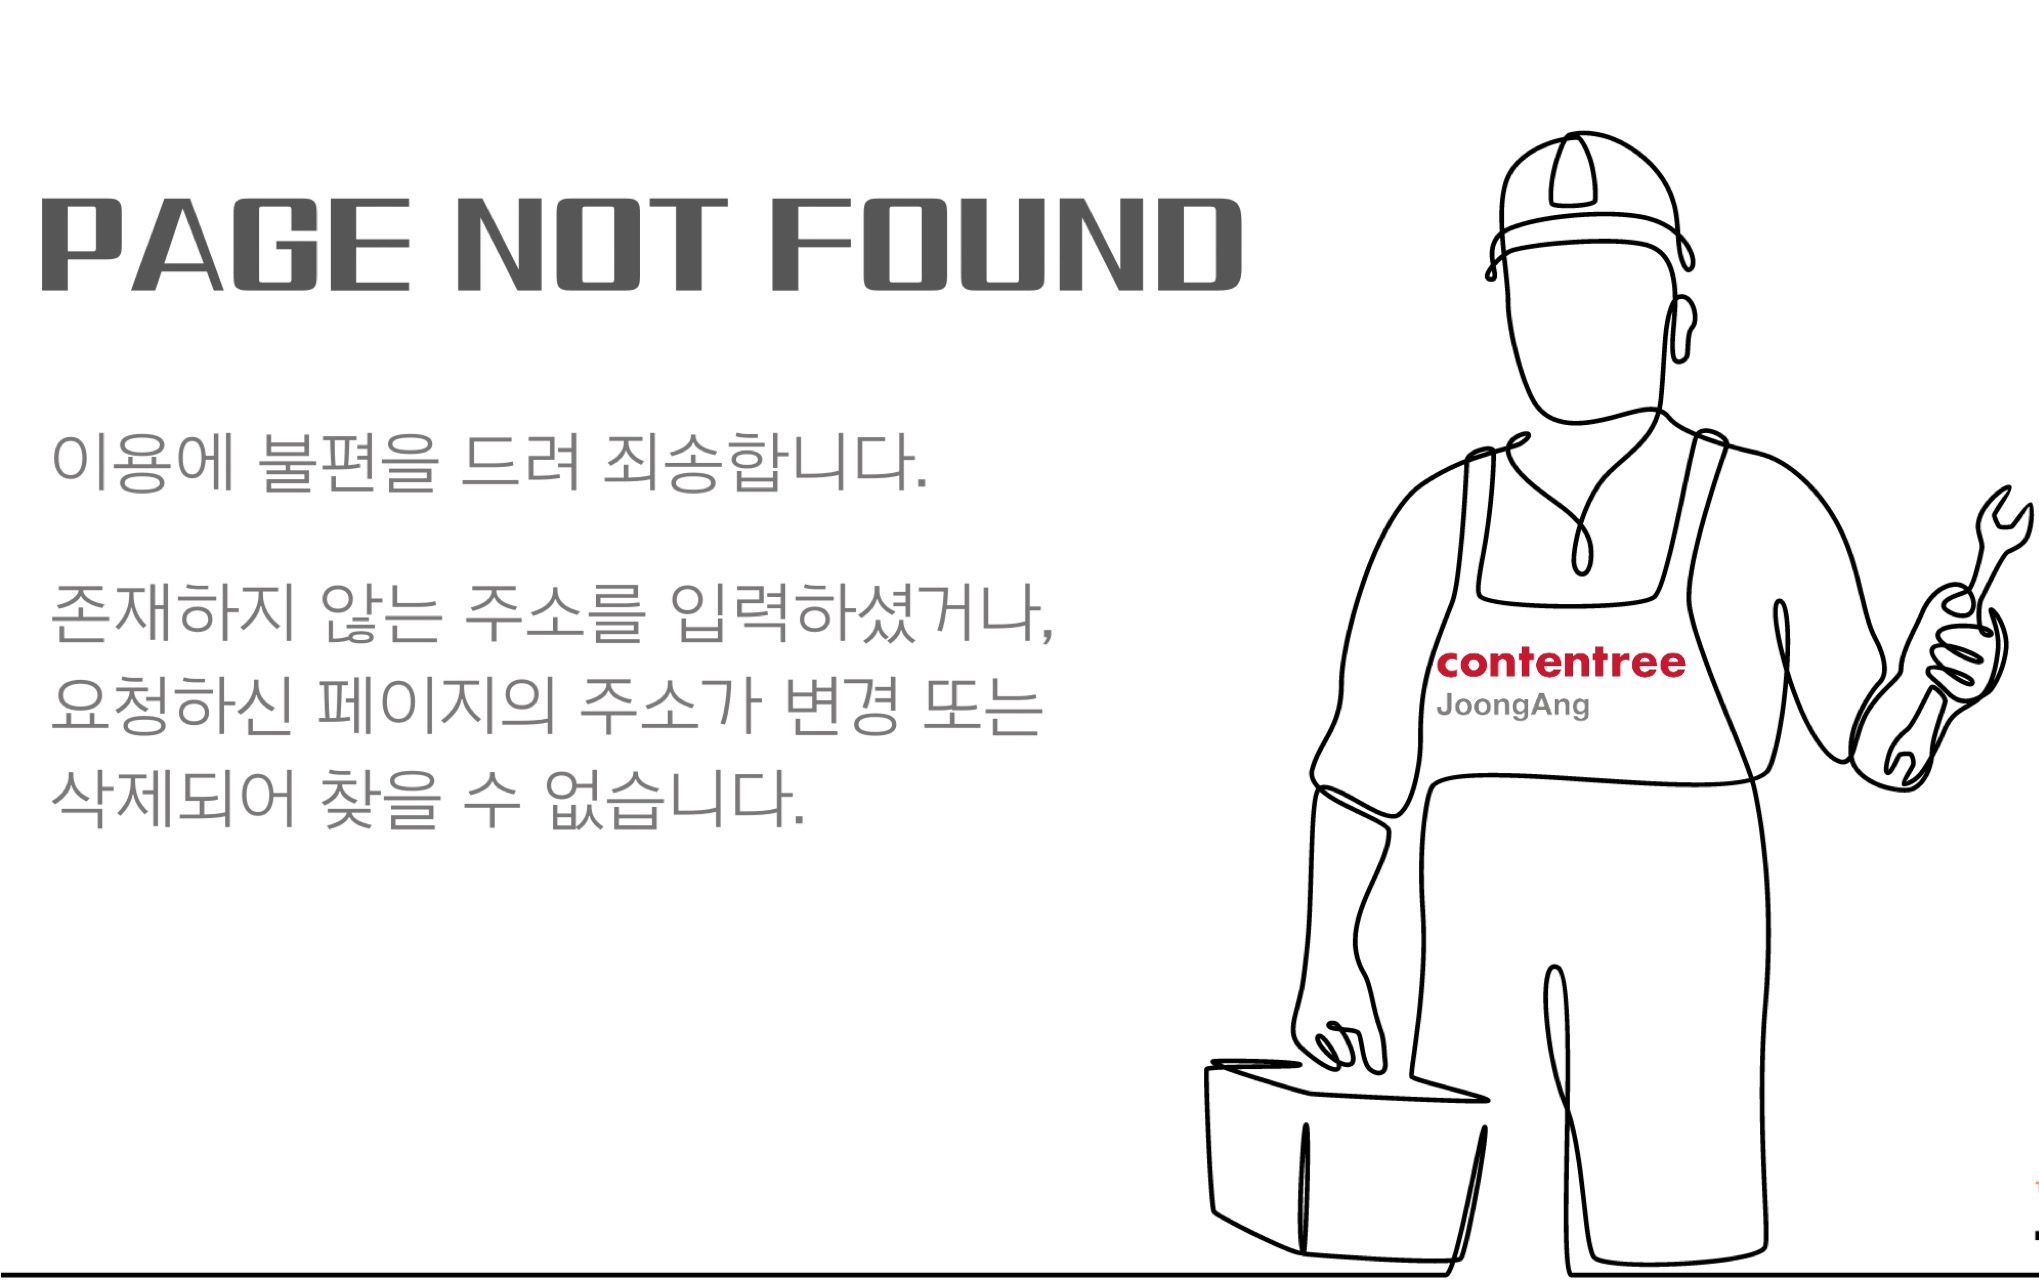 PAGE NOT FOUND
이용에 불편을 드려 죄송합니다.
존재하지 않는 주소를 입력하셨거나,
요청하신 페이지의 주소가 변경 또는
삭제되어 찾을 수 없습니다.
contentree
JoongAng